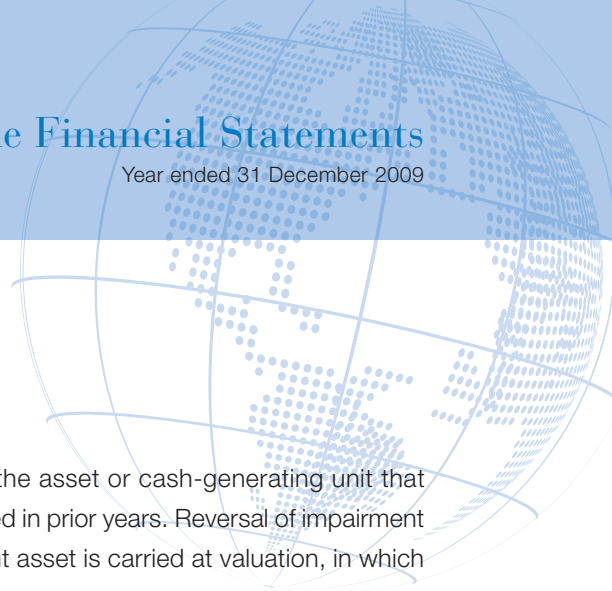 e Financial Statements
Year ended 31 December 2009
the asset or cash-generating unit that
ed in prior years. Reversal of impairment
nt asset is carried at valuation, in which